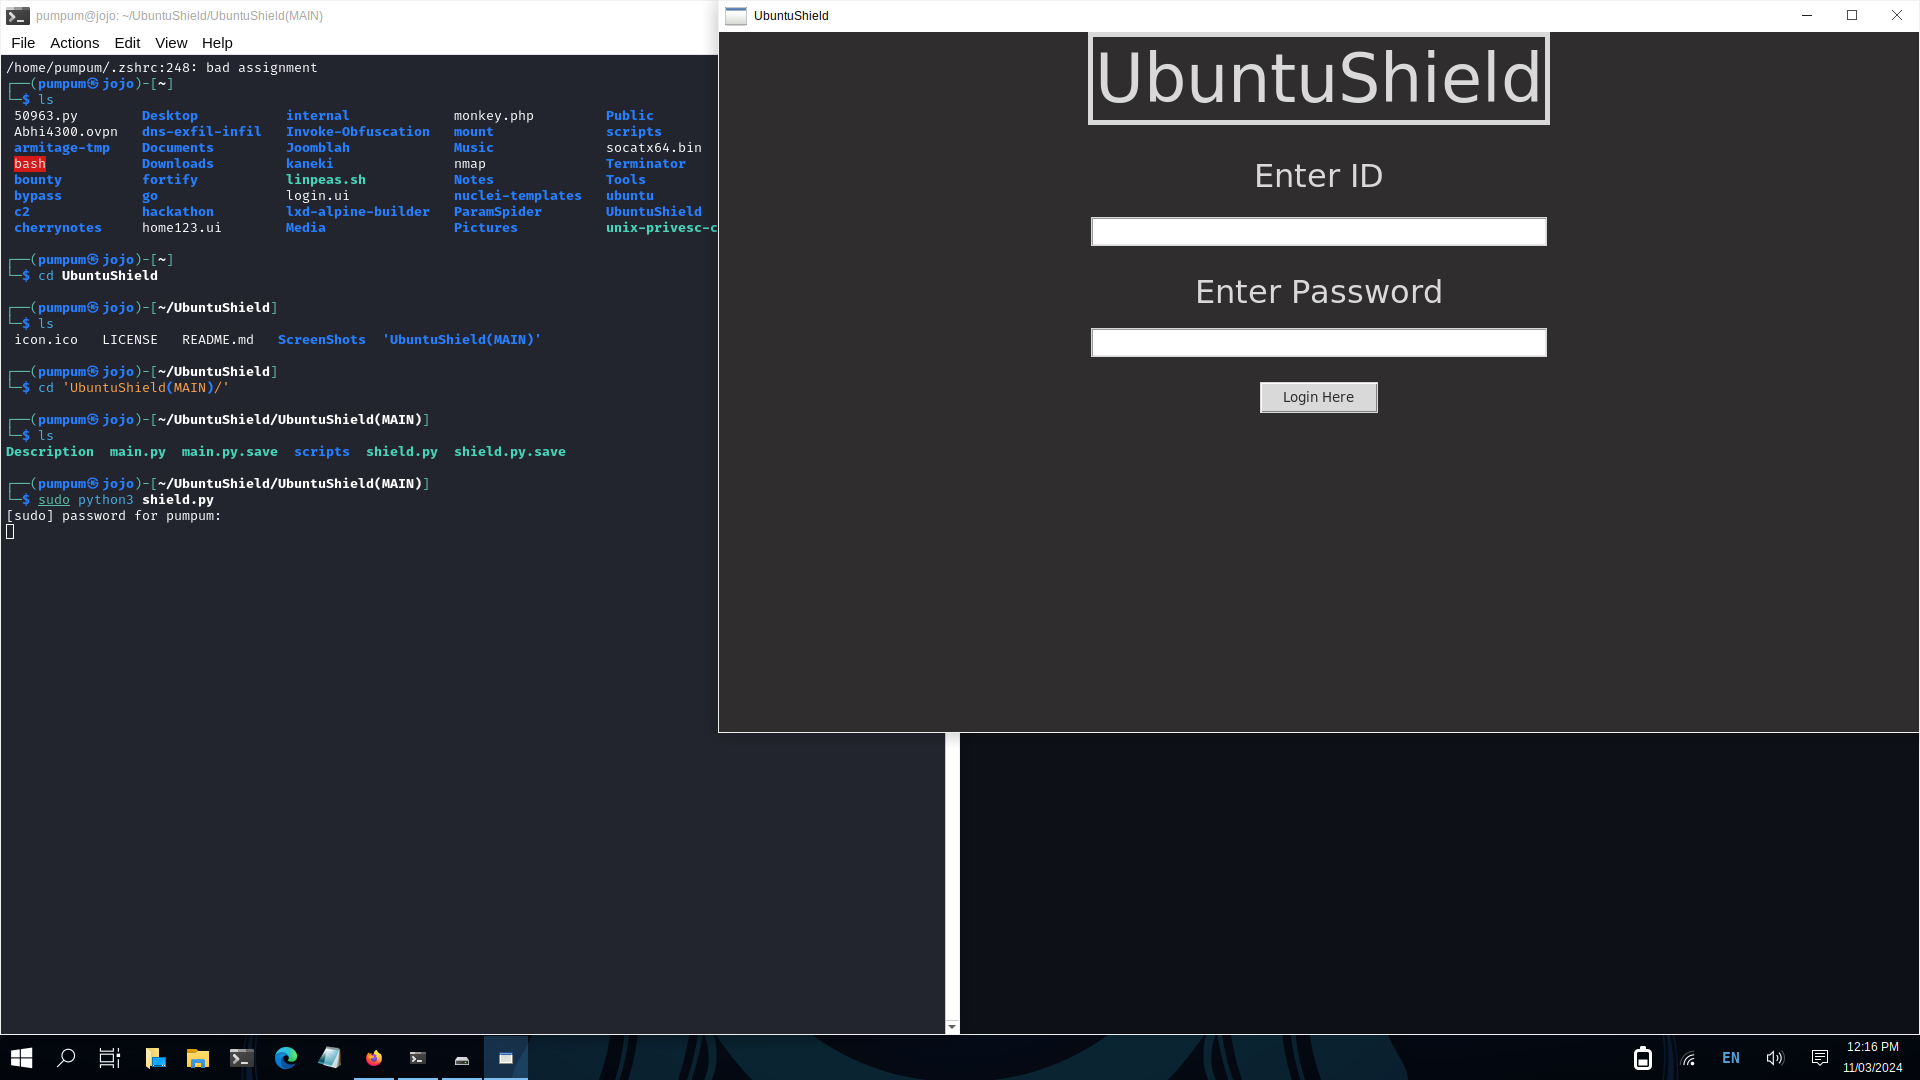 pumpum@jojo: ~/UbuntuShield/UbuntuShield(MAIN)
File Actions Edit View Help
/home/pumpum/.zshrc:248: bad assignment
┌──(pumpum㉿jojo)-[~]
└─$ ls
50963.py Desktop internal monkey.php Public
Abhi4300.ovpn dns-exfil-infil Invoke-Obfuscation mount scripts
armitage-tmp Documents Joomblah Music socatx64.bin
bash Downloads kaneki nmap Terminator
bounty fortify linpeas.sh Notes Tools
bypass go login.ui nuclei-templates ubuntu
c2 hackathon lxd-alpine-builder ParamSpider UbuntuShield
cherrynotes home123.ui Media Pictures unix-privesc-c
┌──(pumpum㉿jojo)-[~]
└─$ cd UbuntuShield
┌──(pumpum㉿jojo)-[~/UbuntuShield]
└─$ ls
icon.ico LICENSE README.md ScreenShots 'UbuntuShield(MAIN)'
┌──(pumpum㉿jojo)-[~/UbuntuShield]
└─$ cd 'UbuntuShield(MAIN)/'
┌──(pumpum㉿jojo)-[~/UbuntuShield/UbuntuShield(MAIN)]
└─$ ls
Description main.py main.py.save scripts shield.py shield.py.save
┌──(pumpum㉿jojo)-[~/UbuntuShield/UbuntuShield(MAIN)]
└─$ sudo python3 shield.py
[sudo] password for pumpum:
UbuntuShield
UbuntuShield
Enter ID
Enter Password
Login Here
EN
12:16 PM
11/03/2024